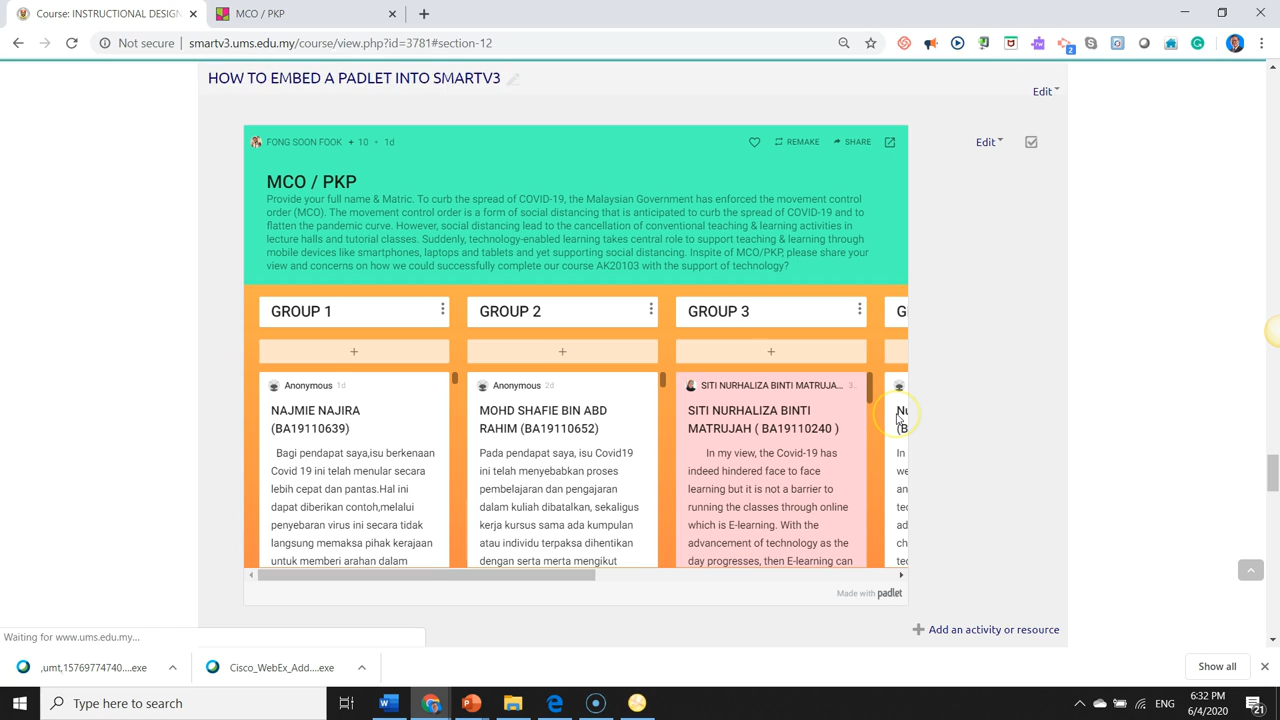 Course: INSTRUCTIONAL DESIGN
MCO / PKP
Not secure
smartv3.ums.edu.my/course/view.php?id=3781#section-12
HOW TO EMBED A PADLET INTO SMARTV3
Edit
FONG SOON FOOK + 10 • 1d
REMAKE
SHARE
Edit
MCO / PKP
Provide your full name & Matric. To curb the spread of COVID-19, the Malaysian Government has enforced the movement control
order (MCO). The movement control order is a form of social distancing that is anticipated to curb the spread of COVID-19 and to
flatten the pandemic curve. However, social distancing lead to the cancellation of conventional teaching & learning activities in
lecture halls and tutorial classes. Suddenly, technology-enabled learning takes central role to support teaching & learning through
mobile devices like smartphones, laptops and tablets and yet supporting social distancing. Inspite of MCO/PKP, please share your
view and concerns on how we could successfully complete our course AK20103 with the support of technology?
GROUP 1
GROUP 2
GROUP 3
Anonymous 1d
NAJMIE NAJIRA
(BA19110639)
Bagi pendapat saya,isu berkenaan
Covid 19 ini telah menular secara
lebih cepat dan pantas.Hal ini
dapat diberikan contoh,melalui
penyebaran virus ini secara tidak
langsung memaksa pihak kerajaan
untuk memberi arahan dalam
Anonymous 2d
MOHD SHAFIE BIN ABD
RAHIM (BA19110652)
Pada pendapat saya, isu Covid19
ini telah menyebabkan proses
pembelajaran dan pengajaran
dalam kuliah dibatalkan, sekaligus
kerja kursus sama ada kumpulan
atau individu terpaksa dihentikan
dengan serta merta mengikut
SITI NURHALIZA BINTI MATRUJA... 3...
SITI NURHALIZA BINTI
MATRUJAH ( BA19110240 )
In my view, the Covid-19 has
indeed hindered face to face
learning but it is not a barrier to
running the classes through online
which is E-learning. With the
advancement of technology as the
day progresses, then E-learning can
Made with padlet
Add an activity or resource
Waiting for www.ums.edu.my...
,umt,15769774740....exe
Cisco_WebEx_Add....exe
Show all
Type here to search
ENG
6:32 PM
6/4/2020
21